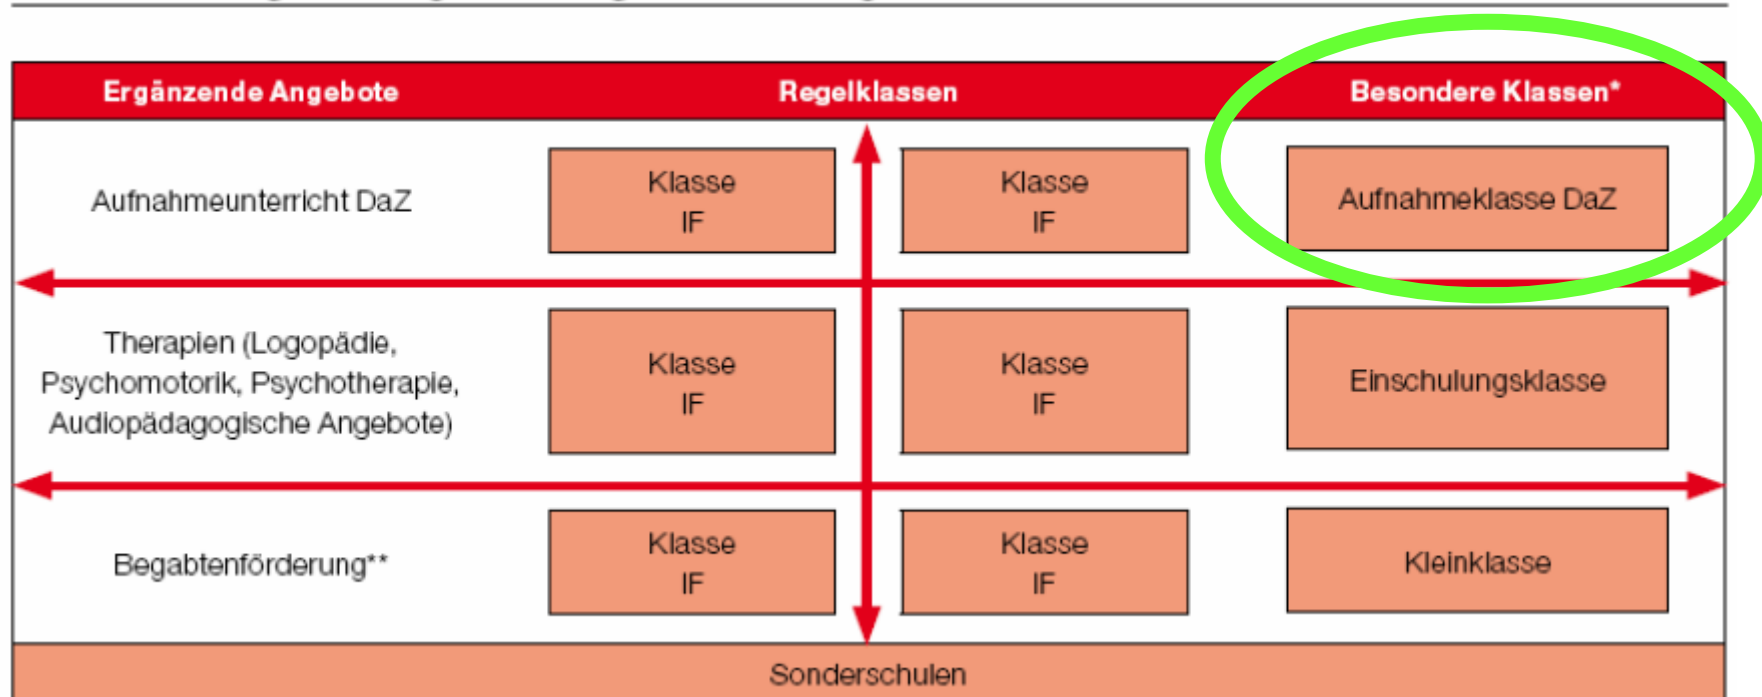 Ergänzende Angebote
Regelklassen
Besondere Klassen*
Aufnahmeunterricht DaZ
Klasse
IF
Klasse
IF
Aufnahmeklasse DaZ
Therapien (Logopädie,
Psychomotorik, Psychotherapie,
Audiopädagogische Angebote)
Klasse
IF
Klasse
IF
Einschulungsklasse
Begabtenförderung**
Klasse
IF
Klasse
IF
Kleinklasse
Sonderschulen